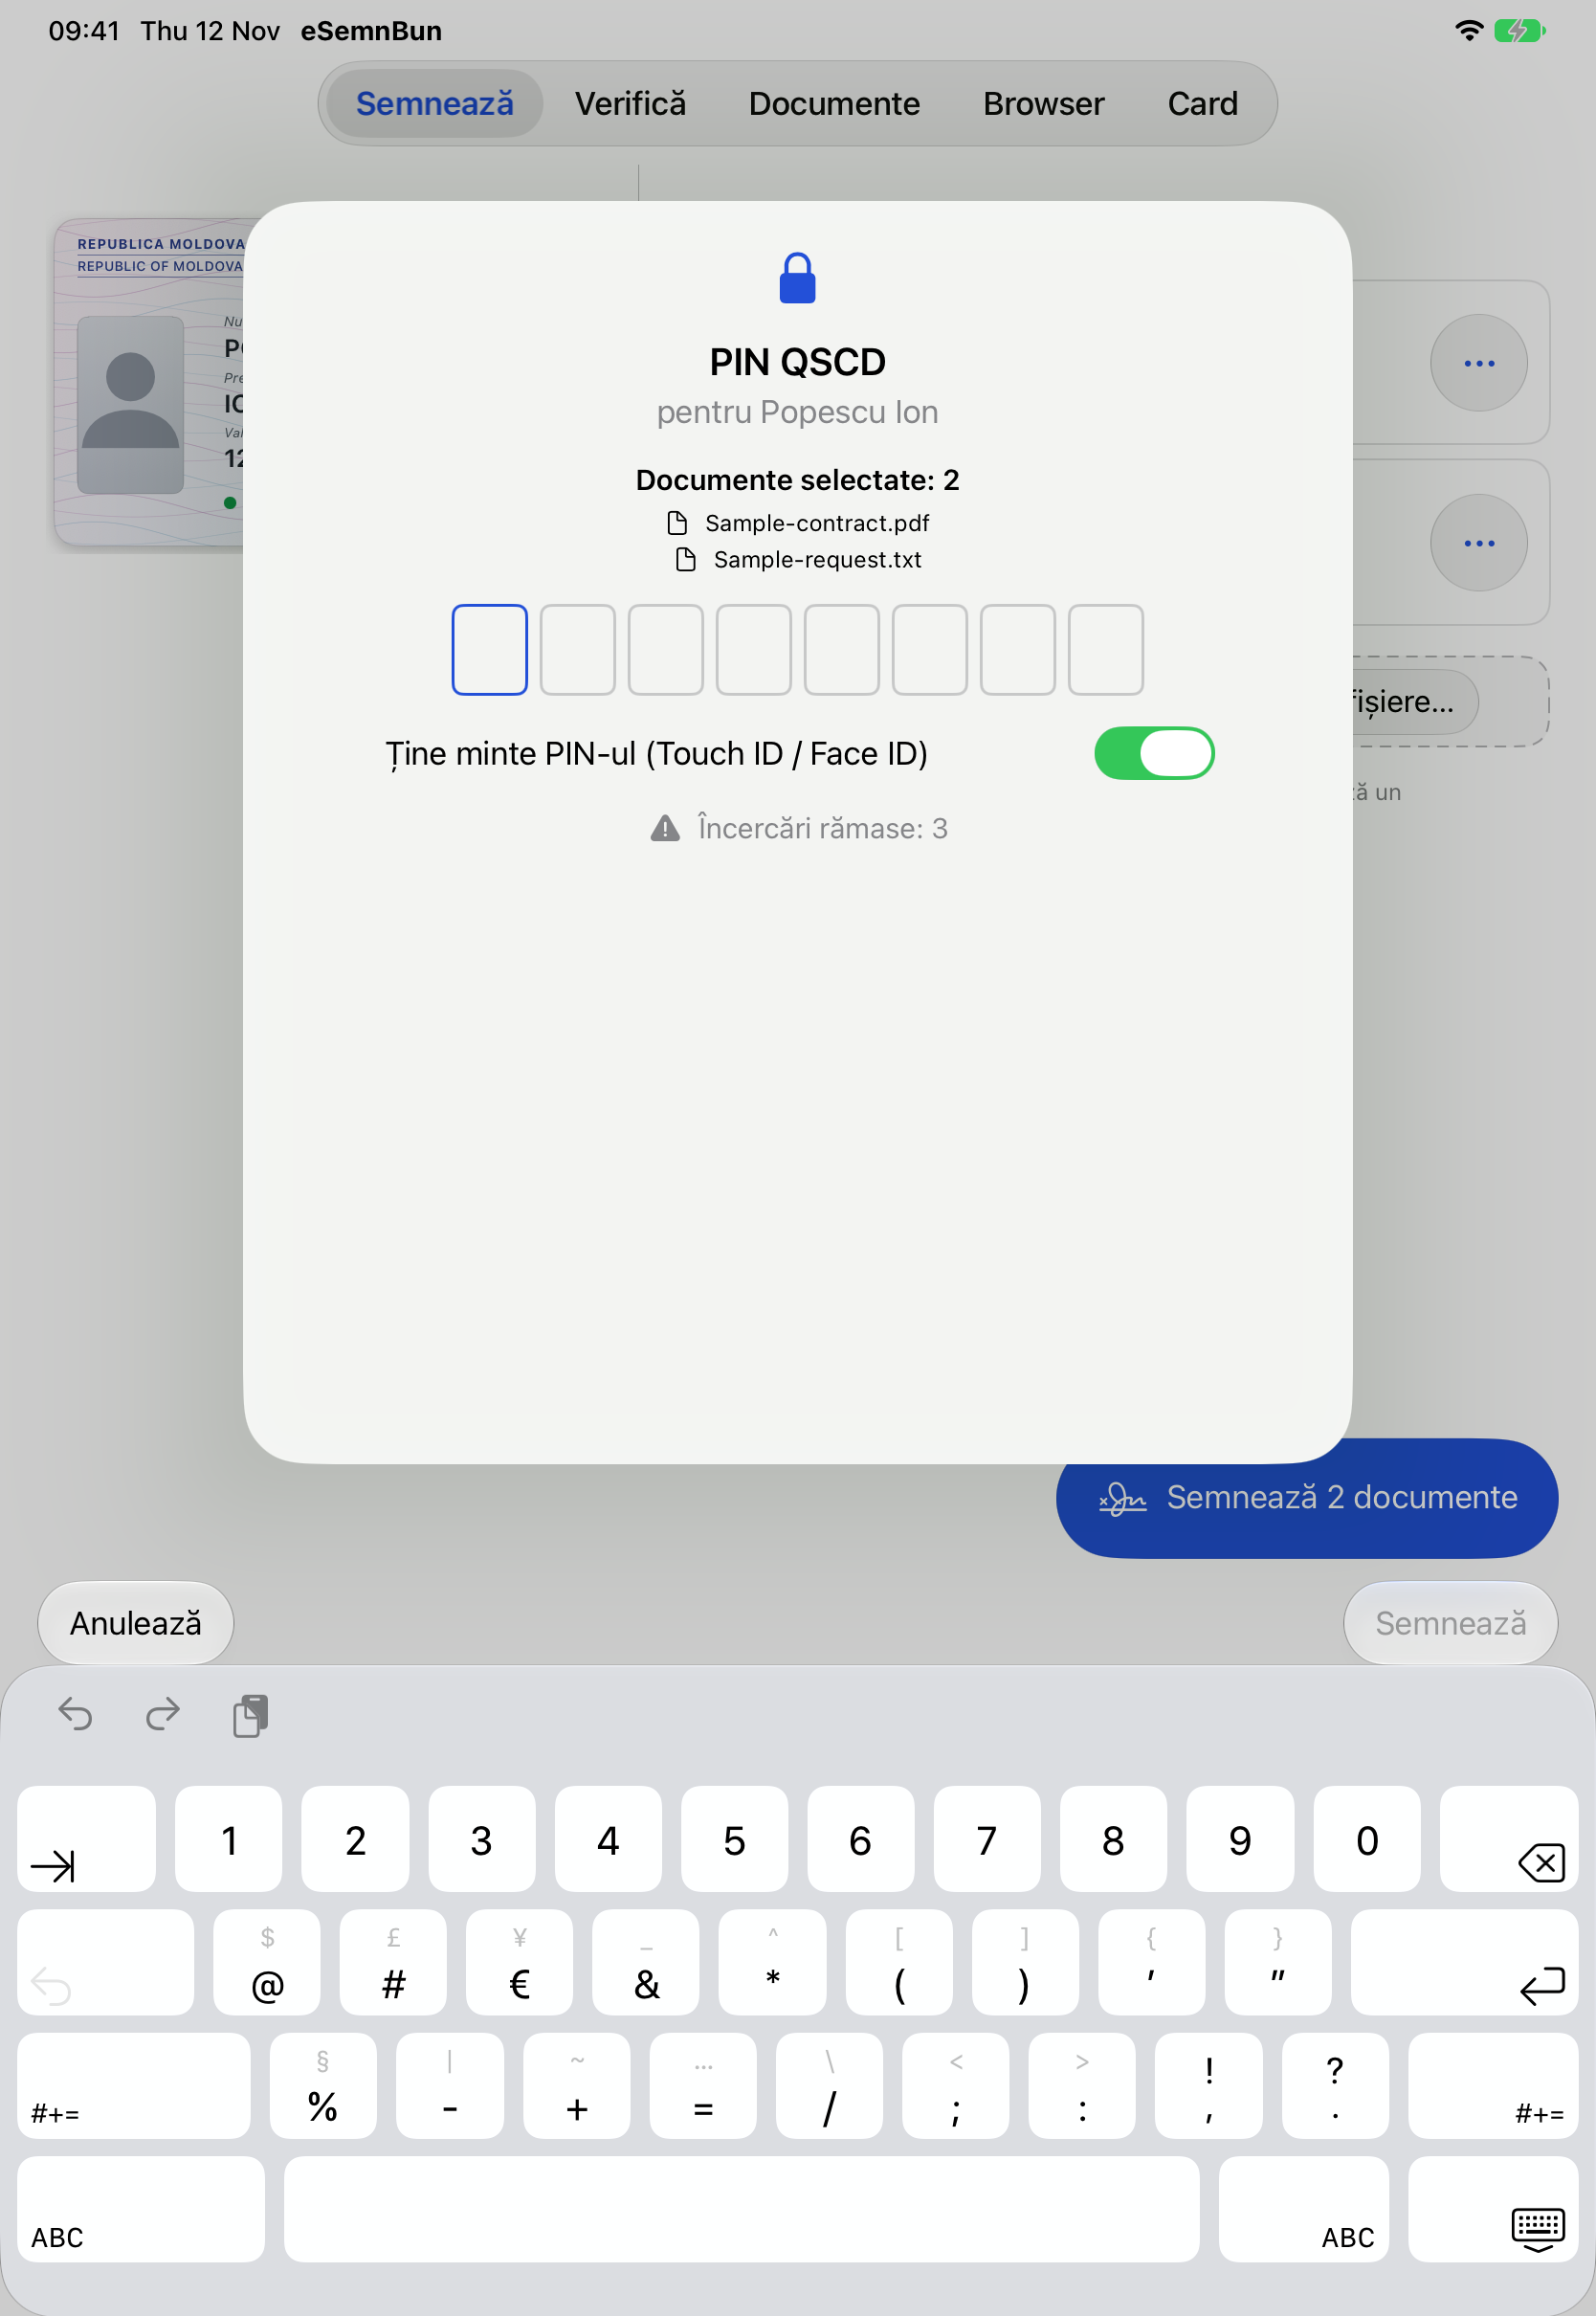 09:41 Thu 12 Nov eSemnBun
Semnează Verifică Documente Browser Card
REPUBLICA MOLDOVA
REPUBLIC OF MOLDOVA
PIN QSCD
pentru Popescu Ion
Documente selectate: 2
Sample-contract.pdf
Sample-request.txt
fișiere...
Ține minte PIN-ul (Touch ID / Face ID)
un
Încercări rămase: 3
Semnează 2 documente
Anulează Semnează
1 2 3 4 5 6 7 8 9 0
$ £ ¥ _ ^ [ ] { }
@ # € & * ( ) ' "
§ | ~ … \ < > ! ?
#+= % - + = / ; : , . #+=
ABC ABC